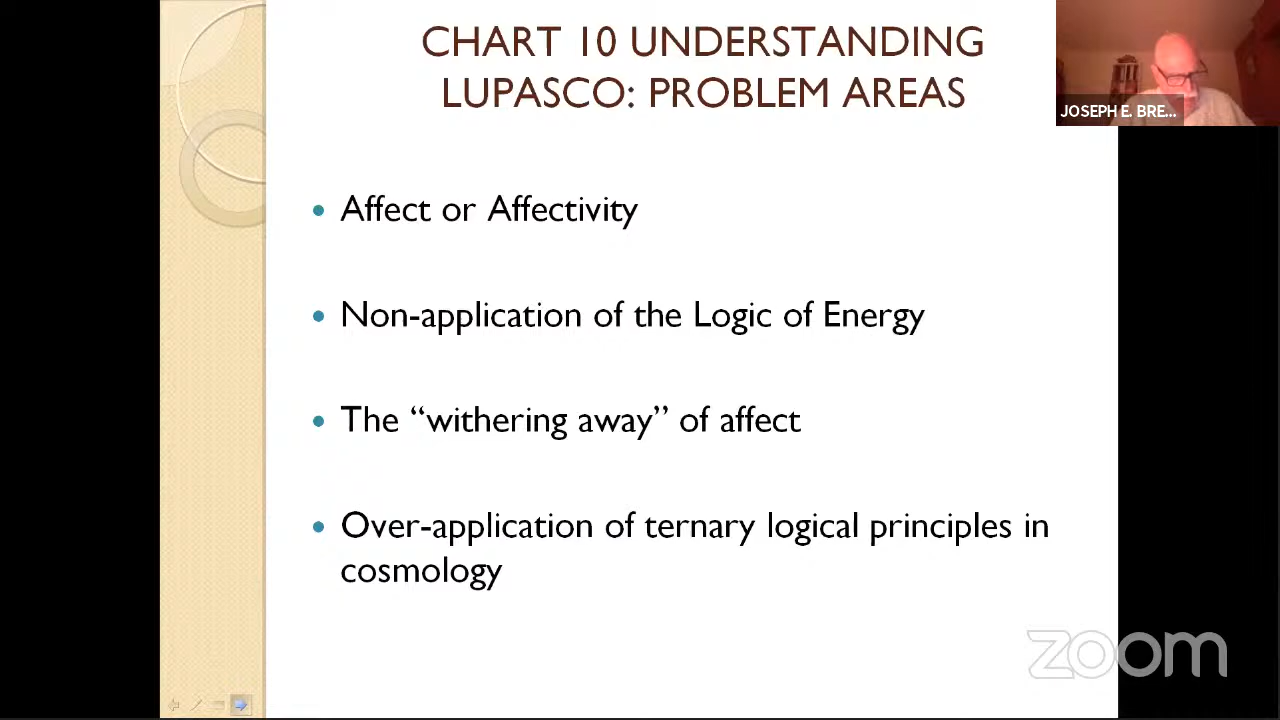 CHART 10 UNDERSTANDING
LUPASCO: PROBLEM AREAS
JOSEPH E. BRE...
• Affect or Affectivity
• Non-application of the Logic of Energy
• The “withering away” of affect
• Over-application of ternary logical principles in
cosmology
zoom